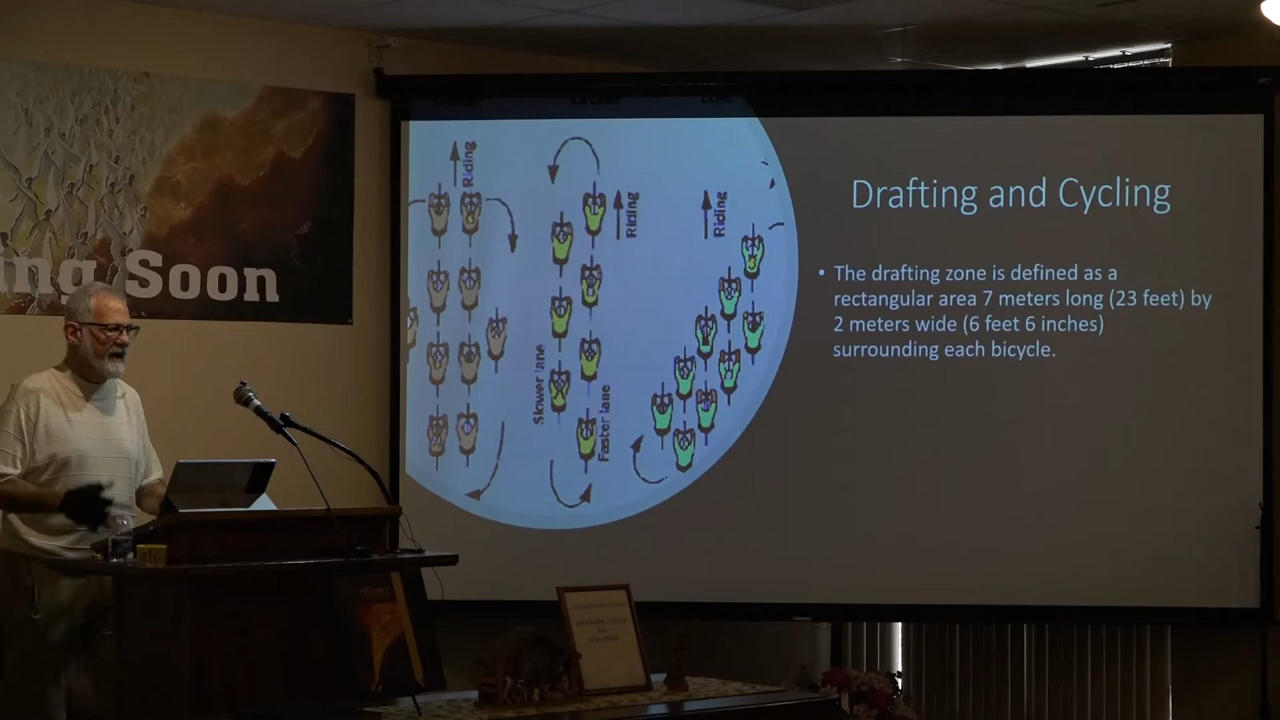 ng Soon
Riding
Riding
Riding
Slower lane
Faster lane
Drafting and Cycling
• The drafting zone is defined as a
rectangular area 7 meters long (23 feet) by
2 meters wide (6 feet 6 inches)
surrounding each bicycle.